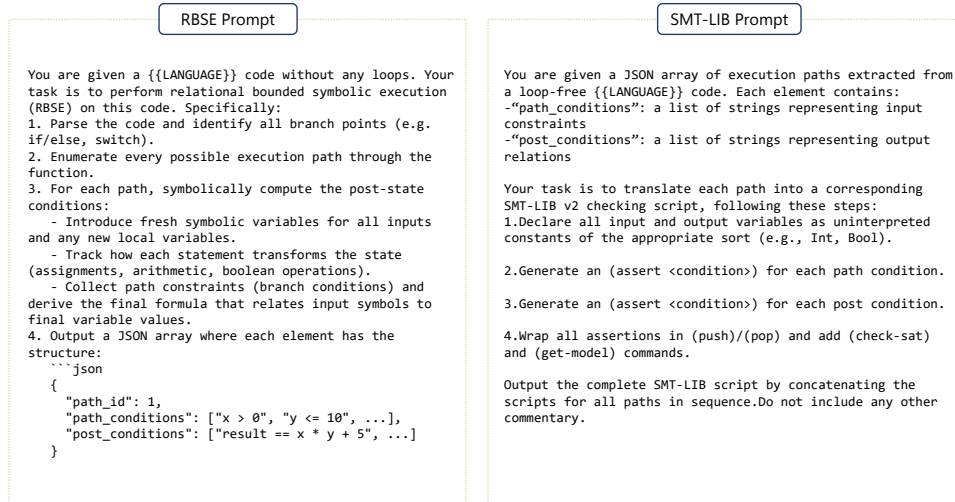 RBSE Prompt
You are given a {{LANGUAGE}} code without any loops. Your
task is to perform relational bounded symbolic execution
(RBSE) on this code. Specifically:
1. Parse the code and identify all branch points (e.g.
if/else, switch).
2. Enumerate every possible execution path through the
function.
3. For each path, symbolically compute the post-state
conditions:
- Introduce fresh symbolic variables for all inputs
and any new local variables.
- Track how each statement transforms the state
(assignments, arithmetic, boolean operations).
- Collect path constraints (branch conditions) and
derive the final formula that relates input symbols to
final variable values.
4. Output a JSON array where each element has the
structure:
```json
{
"path_id": 1,
"path_conditions": ["x > 0", "y <= 10", ...],
"post_conditions": ["result == x * y + 5", ...]
}
SMT-LIB Prompt
You are given a JSON array of execution paths extracted from
a loop-free {{LANGUAGE}} code. Each element contains:
-“path_conditions”: a list of strings representing input
constraints
-“post_conditions”: a list of strings representing output
relations
Your task is to translate each path into a corresponding
SMT-LIB v2 checking script, following these steps:
1.Declare all input and output variables as uninterpreted
constants of the appropriate sort (e.g., Int, Bool).
2.Generate an (assert <condition>) for each path condition.
3.Generate an (assert <condition>) for each post condition.
4.Wrap all assertions in (push)/(pop) and add (check-sat)
and (get-model) commands.
Output the complete SMT-LIB script by concatenating the
scripts for all paths in sequence.Do not include any other
commentary.